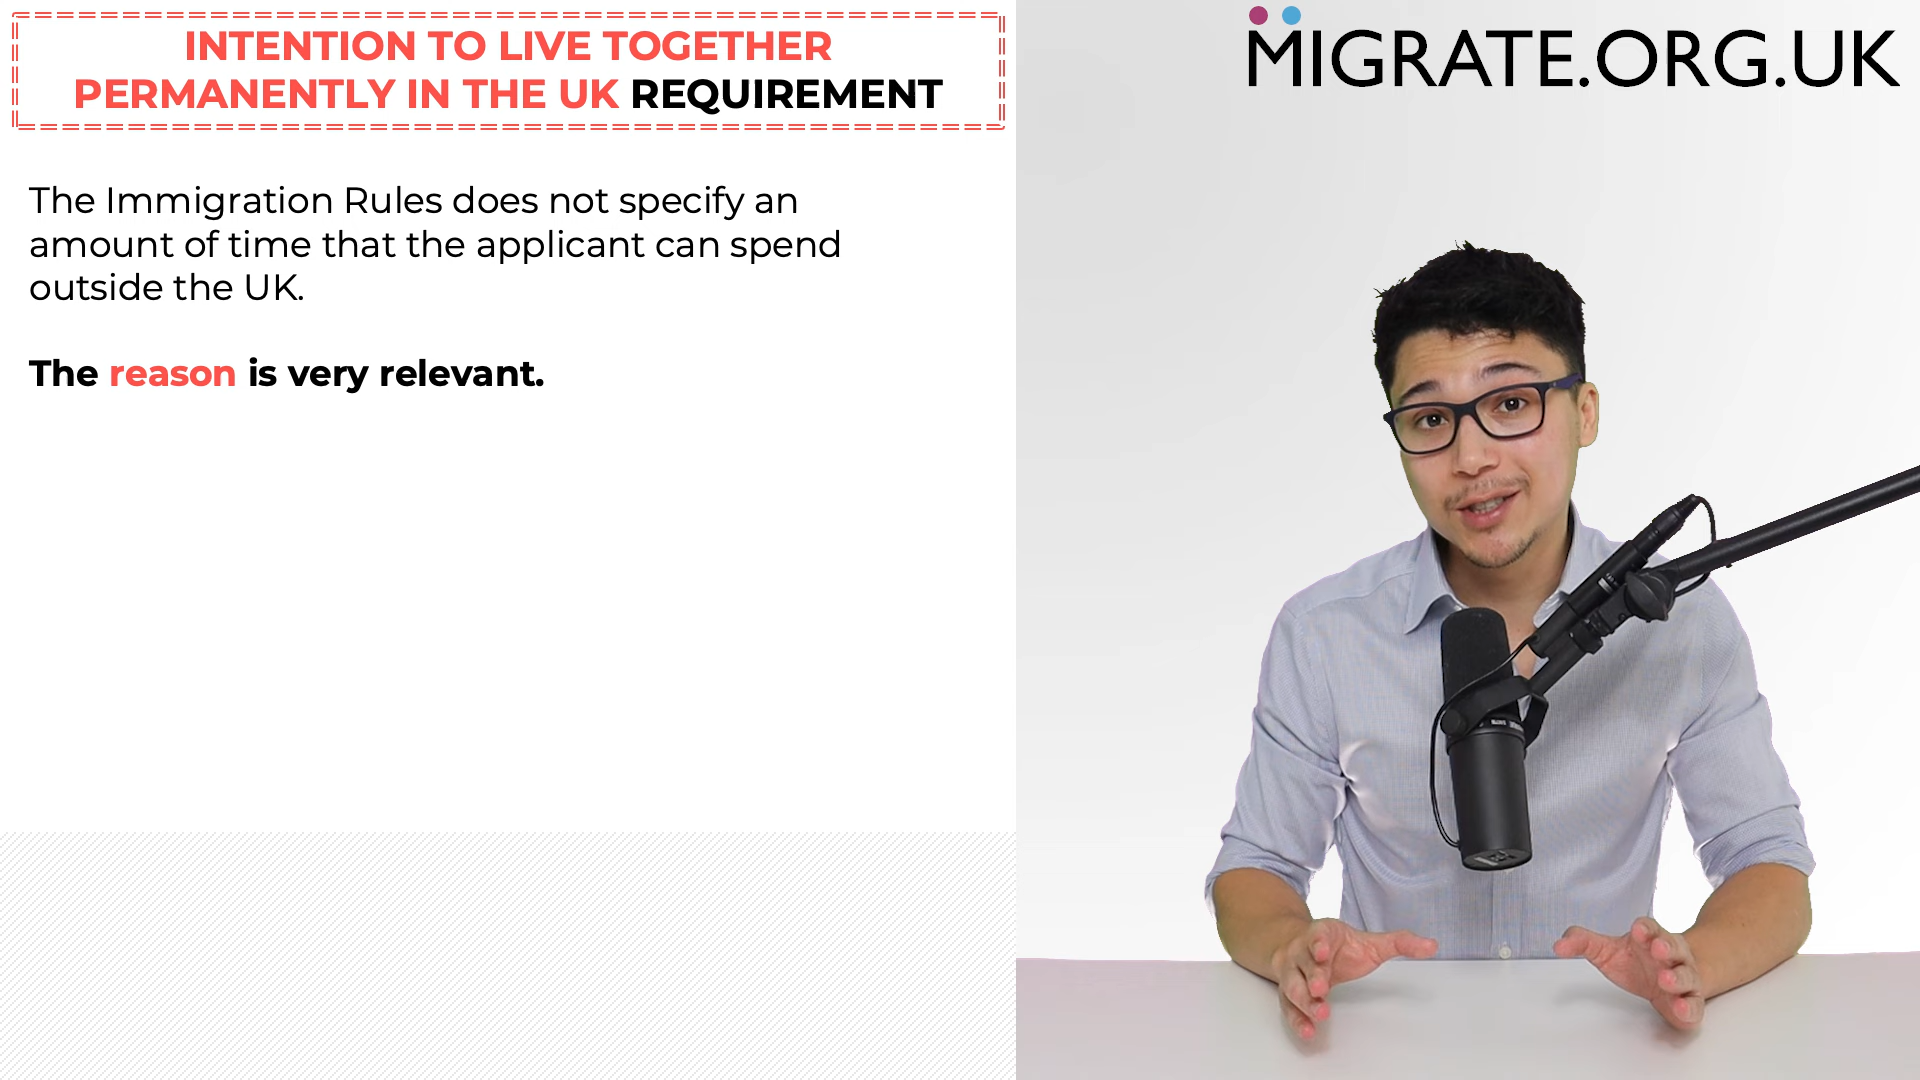 INTENTION TO LIVE TOGETHER
PERMANENTLY IN THE UK REQUIREMENT
MIGRATE.ORG.UK
The Immigration Rules does not specify an
amount of time that the applicant can spend
outside the UK.
The reason is very relevant.